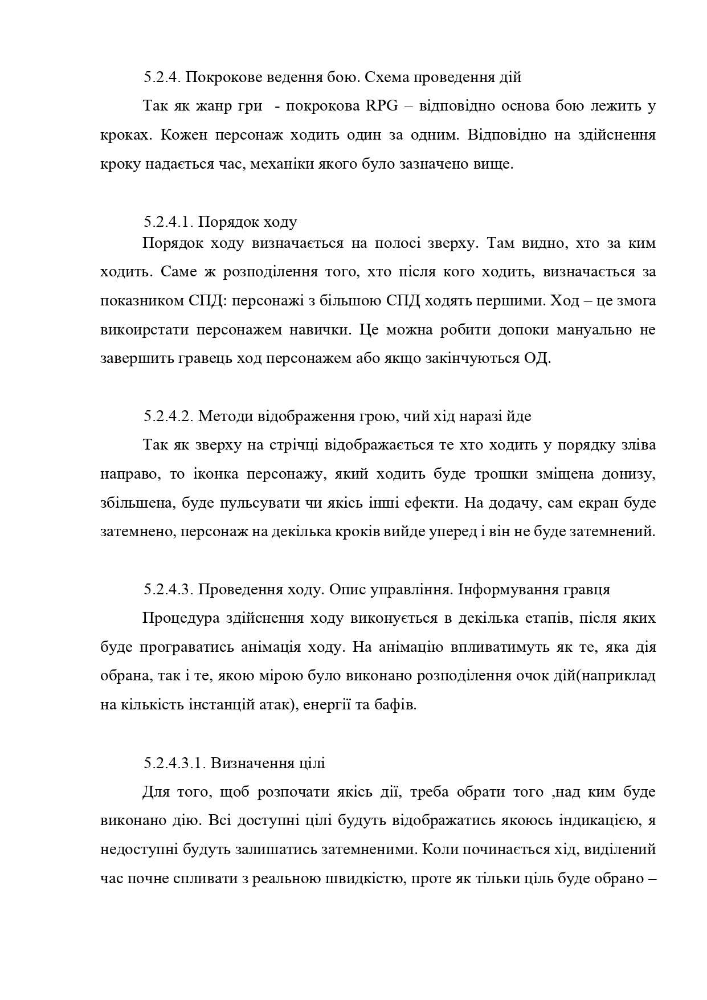 5.2.4. Покрокове ведення бою. Схема проведення дій
Так як жанр гри  - покрокова RPG – відповідно основа бою лежить у
кроках. Кожен персонаж ходить один за одним. Відповідно на здійснення
кроку надається час, механіки якого було зазначено вище.
5.2.4.1. Порядок ходу
Порядок ходу визначається на полосі зверху. Там видно, хто за ким
ходить. Саме ж розподілення того, хто після кого ходить, визначається за
показником СПД: персонажі з більшою СПД ходять першими. Ход – це змога
викоирстати персонажем навички. Це можна робити допоки мануально не
завершить гравець ход персонажем або якщо закінчуються ОД.
5.2.4.2. Методи відображення грою, чий хід наразі йде
Так як зверху на стрічці відображається те хто ходить у порядку зліва
направо, то іконка персонажу, який ходить буде трошки зміщена донизу,
збільшена, буде пульсувати чи якісь інші ефекти. На додачу, сам екран буде
затемнено, персонаж на декілька кроків вийде уперед і він не буде затемнений.
5.2.4.3. Проведення ходу. Опис управління. Інформування гравця
Процедура здійснення ходу виконується в декілька етапів, після яких
буде програватись анімація ходу. На анімацію впливатимуть як те, яка дія
обрана, так і те, якою мірою було виконано розподілення очок дій(наприклад
на кількість інстанцій атак), енергії та бафів.
5.2.4.3.1. Визначення цілі
Для того, щоб розпочати якісь дії, треба обрати того ,над ким буде
виконано дію. Всі доступні цілі будуть відображатись якоюсь індикацією, я
недоступні будуть залишатись затемненими. Коли починається хід, виділений
час почне спливати з реальною швидкістю, проте як тільки ціль буде обрано –